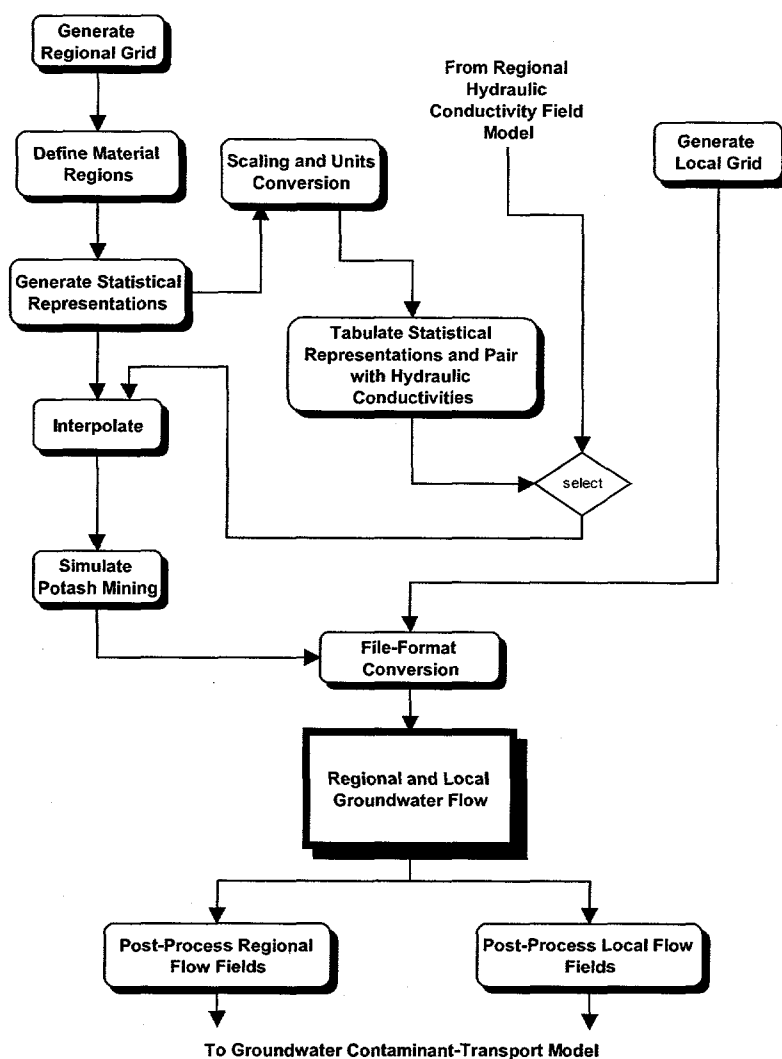 Generate
Regional Grid
From Regional
Hydraulic
Conductivity Field
Model
Generate
Local Grid
Define Material
Regions
Scaling and Units
Conversion
Generate Statistical
Representations
Tabulate Statistical
Representations and Pair
with Hydraulic
Conductivities
Interpolate
select
Simulate
Potash Mining
File-Format
Conversion
Regional and Local
Groundwater Flow
Post-Process Regional
Flow Fields
Post-Process Local Flow
Fields
To Groundwater Contaminant-Transport Model